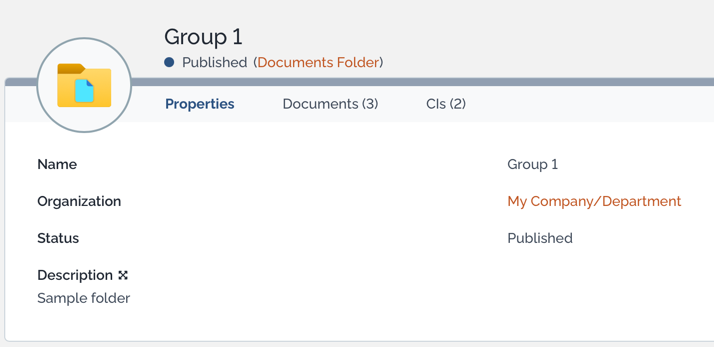 Group 1
Published (Documents Folder)
Properties Documents (3) CIs (2)
Name Group 1
Organization My Company/Department
Status Published
Description
Sample folder